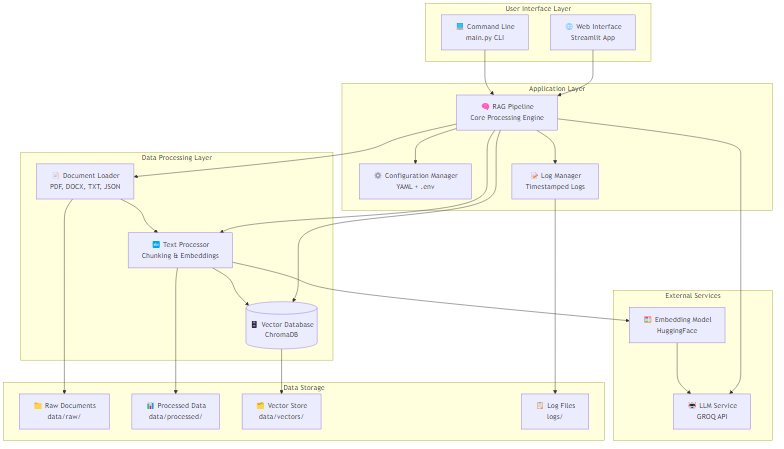 User Interface Layer
Command Line
main.py CLI
Web Interface
Streamlit App
Application Layer
RAG Pipeline
Core Processing Engine
Configuration Manager
YAML + .env
Log Manager
Timestamped Logs
Data Processing Layer
Document Loader
PDF, DOCX, TXT, JSON
Text Processor
Chunking & Embeddings
Vector Database
ChromaDB
External Services
Embedding Model
HuggingFace
LLM Service
GROQ API
Data Storage
Raw Documents
data/raw/
Processed Data
data/processed/
Vector Store
data/vectors/
Log Files
logs/